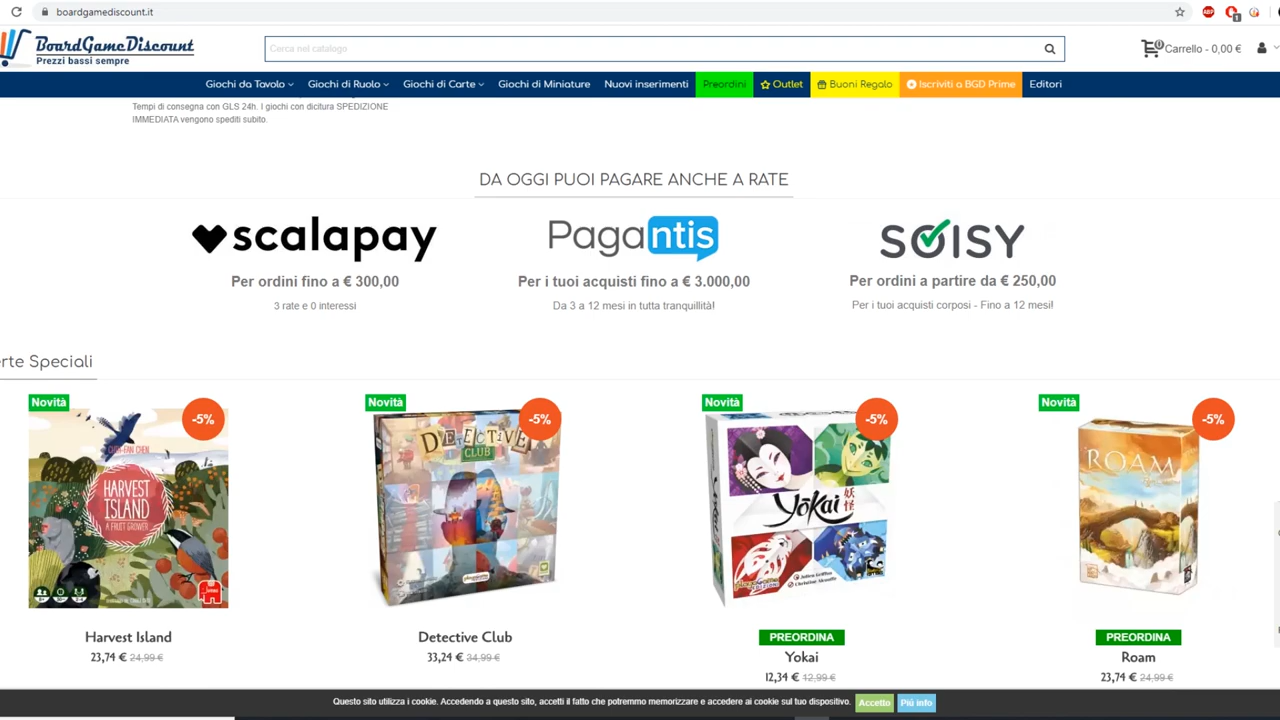 boardgamediscount.it
ABP
1
BoardGameDiscount
Prezzi bassi sempre
Cerca nel catalogo
0
Carrello - 0,00 €
Giochi da Tavolo
Giochi di Ruolo
Giochi di Carte
Giochi di Miniature
Nuovi inserimenti
Preordini
Outlet
Buoni Regalo
Iscriviti a BGD Prime
Editori
Tempi di consegna con GLS 24h. I giochi con dicitura SPEDIZIONE
IMMEDIATA vengono spediti subito.
DA OGGI PUOI PAGARE ANCHE A RATE
scalapay
Pagantis
SOISY
Per ordini fino a € 300,00
Per i tuoi acquisti fino a € 3.000,00
Per ordini a partire da € 250,00
3 rate e 0 interessi
Da 3 a 12 mesi in tutta tranquillità!
Per i tuoi acquisti corposi - Fino a 12 mesi!
erte Speciali
Novità
-5%
HARVEST
ISLAND
A FRUIT GROWER
Novità
-5%
DETECTIVE
CLUB
Novità
-5%
Yōkai
妖怪
Novità
-5%
ROAM
Harvest Island
23,74 € 24,99 €
Detective Club
33,24 € 34,99 €
PREORDINA
Yokai
12,34 € 12,99 €
PREORDINA
Roam
23,74 € 24,99 €
Questo sito utilizza i cookie. Accedendo a questo sito, accetti il fatto che potremmo memorizzare e accedere ai cookie sul tuo dispositivo.
Accetto
Piú info